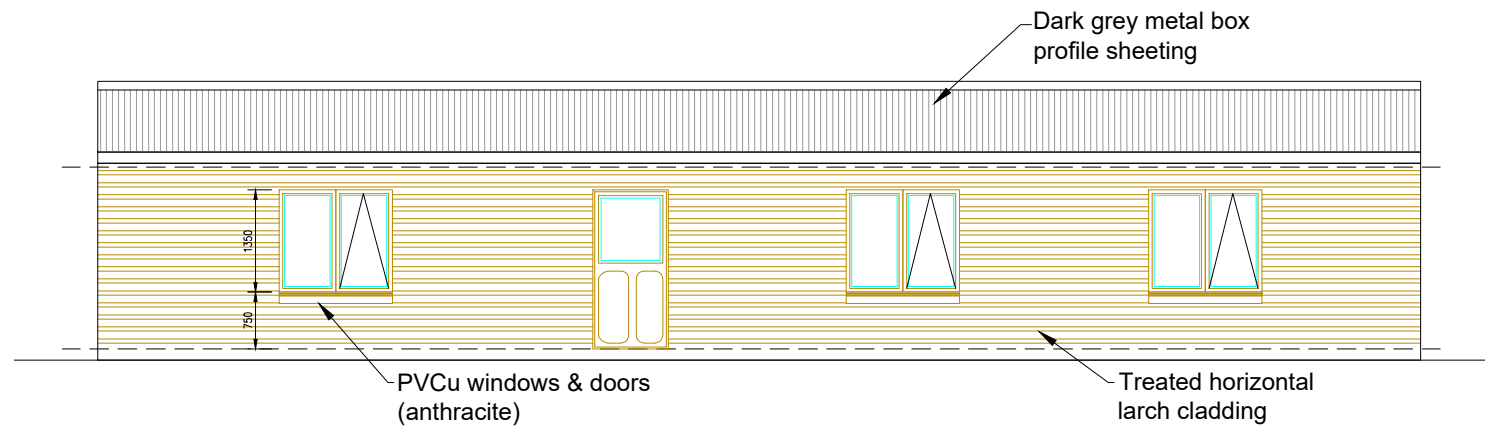 Dark grey metal box
profile sheeting
1350
750
PVCu windows & doors
(anthracite)
Treated horizontal
larch cladding